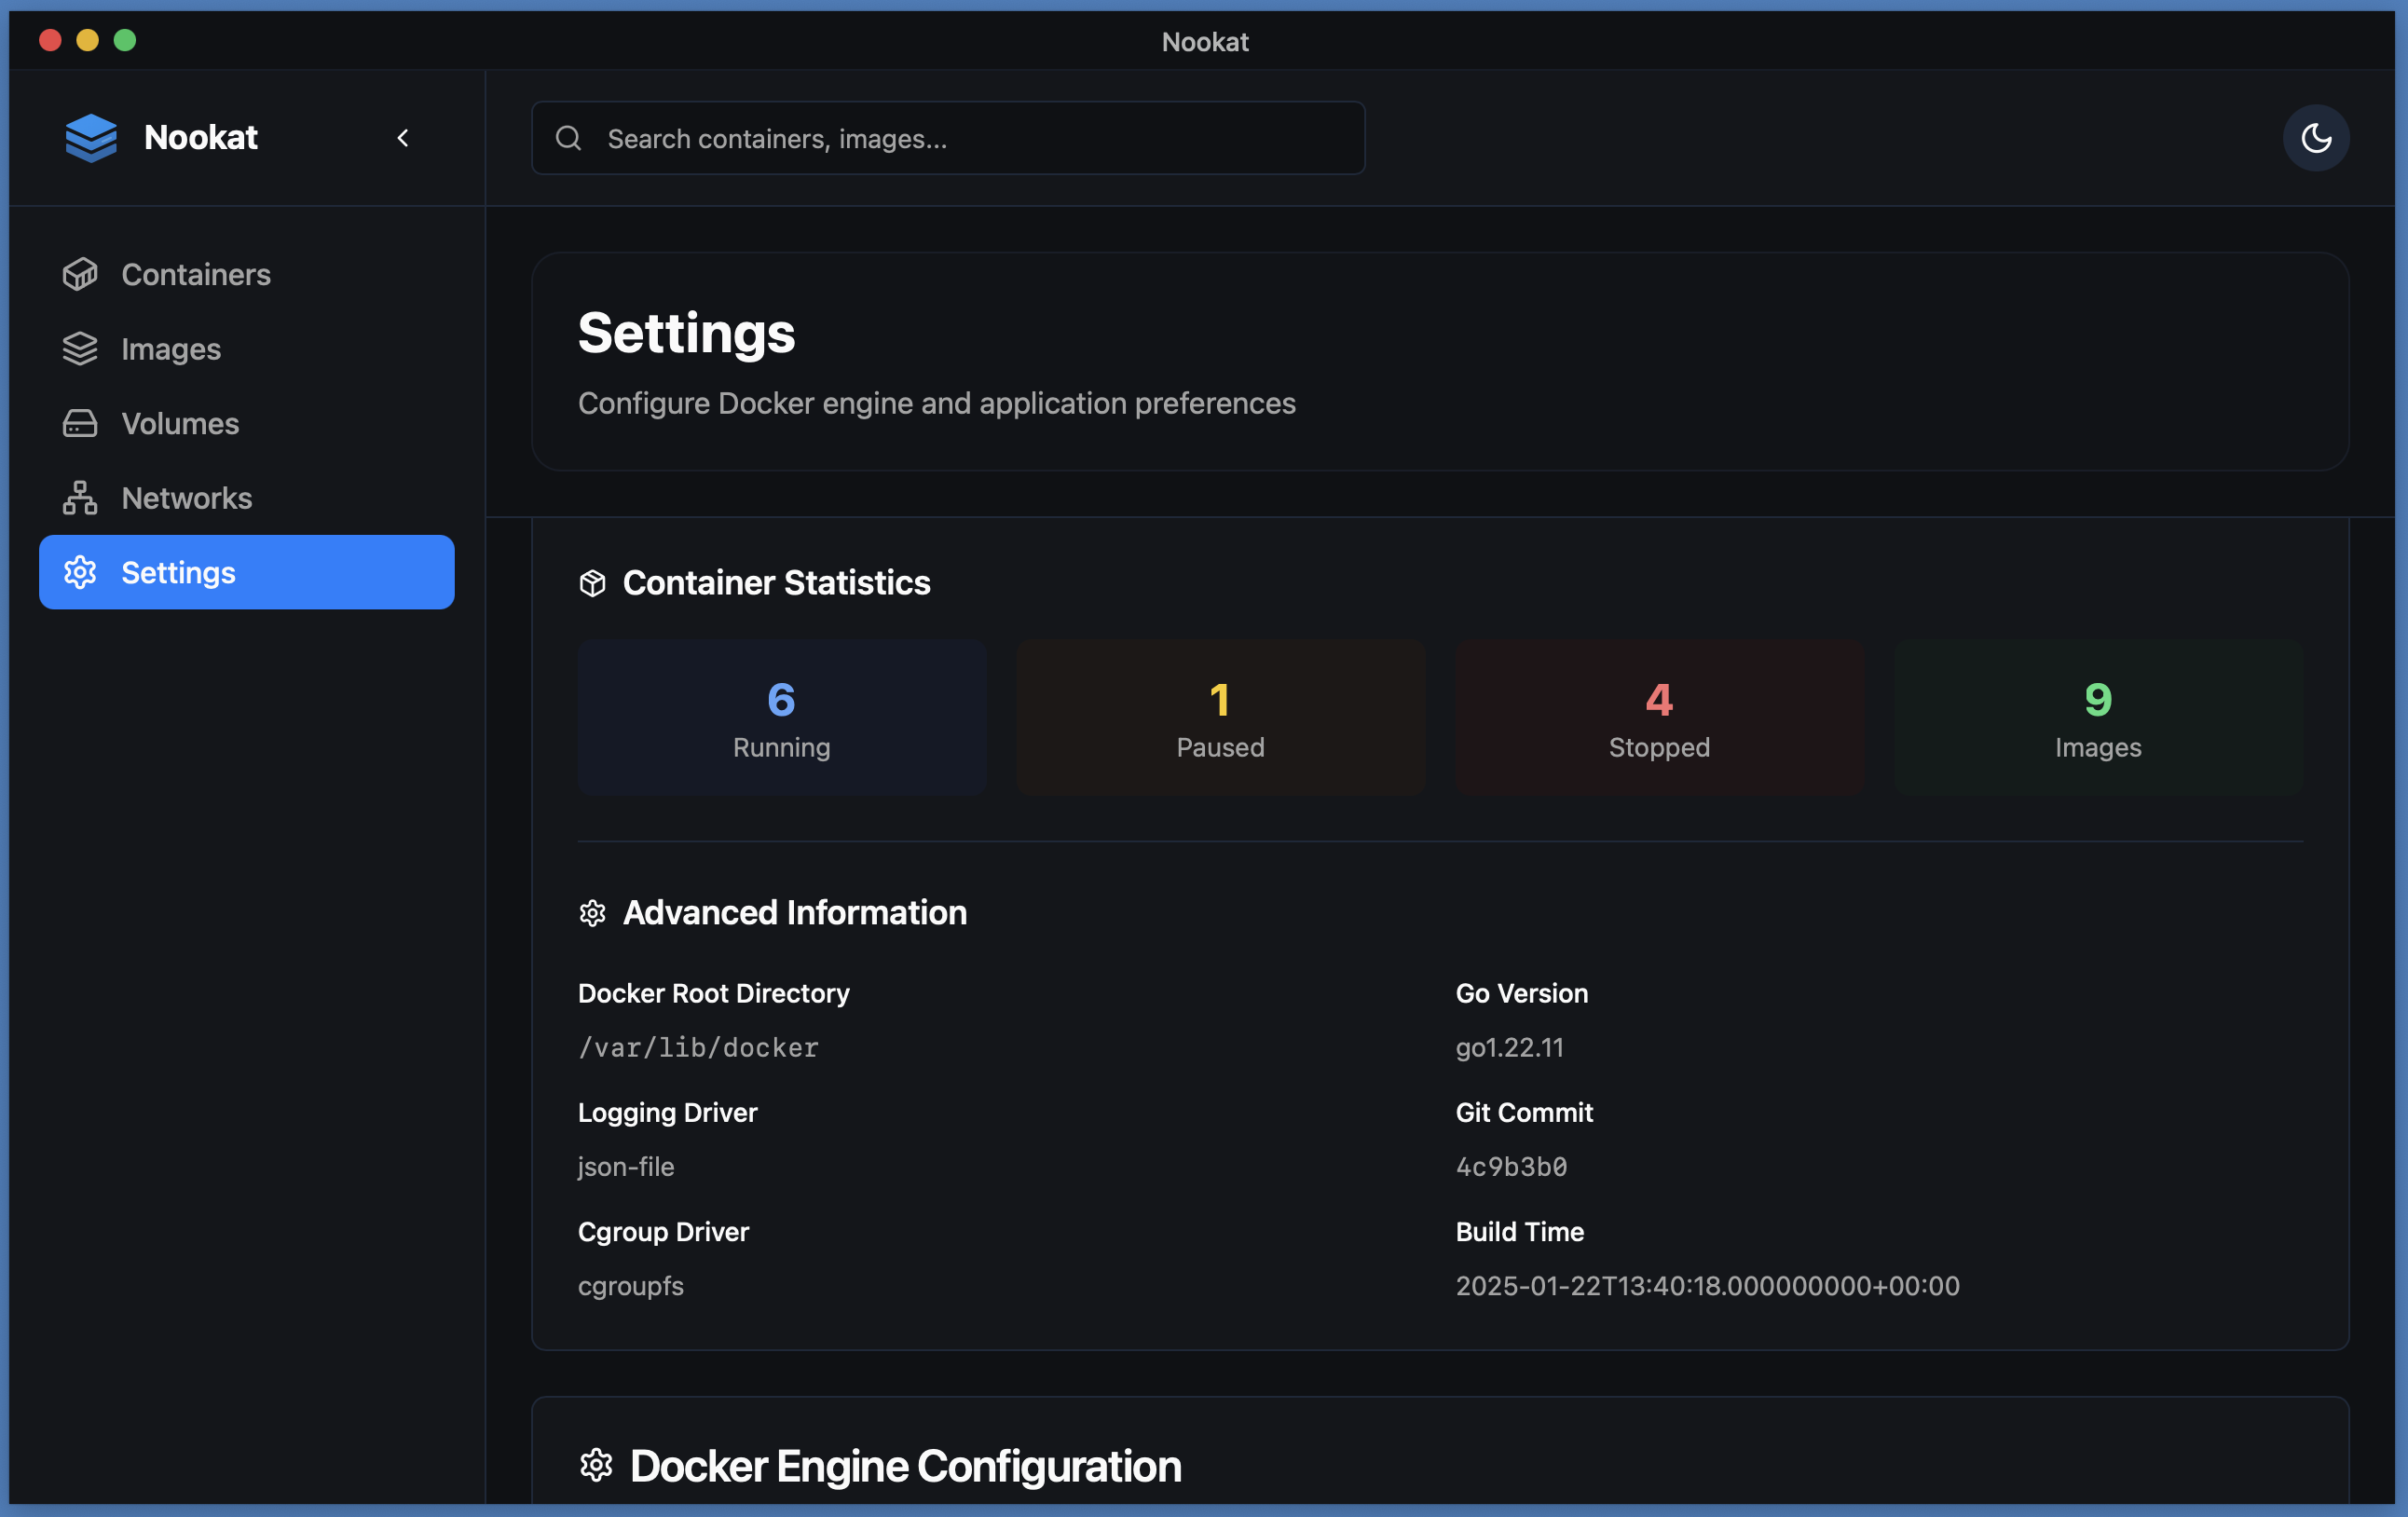 Nookat
Nookat
Search containers, images...
Containers
Images
Volumes
Networks
Settings
Settings
Configure Docker engine and application preferences
Container Statistics
6
Running
1
Paused
4
Stopped
9
Images
Advanced Information
Docker Root Directory
/var/lib/docker
Go Version
go1.22.11
Logging Driver
json-file
Git Commit
4c9b3b0
Cgroup Driver
cgroupfs
Build Time
2025-01-22T13:40:18.000000000+00:00
Docker Engine Configuration